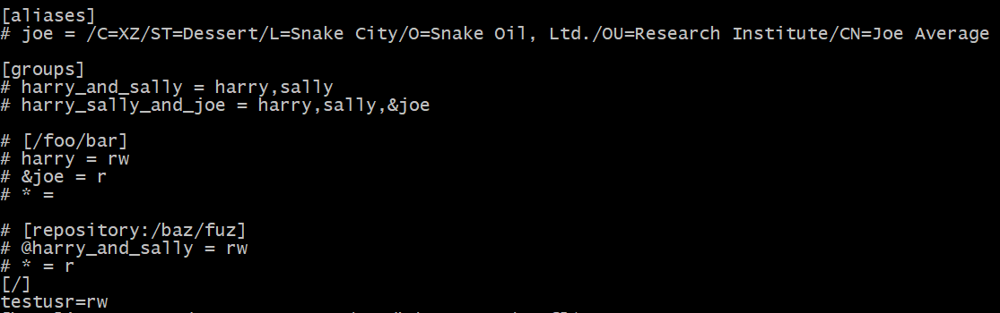 [aliases]
# joe = /C=XZ/ST=Dessert/L=Snake City/O=Snake Oil, Ltd./OU=Research Institute/CN=Joe Average
[groups]
# harry_and_sally = harry,sally
# harry_sally_and_joe = harry,sally,&joe
# [/foo/bar]
# harry = rw
# &joe = r
# * =
# [repository:/baz/fuz]
# @harry_and_sally = rw
# * = r
[/]
testusr=rw